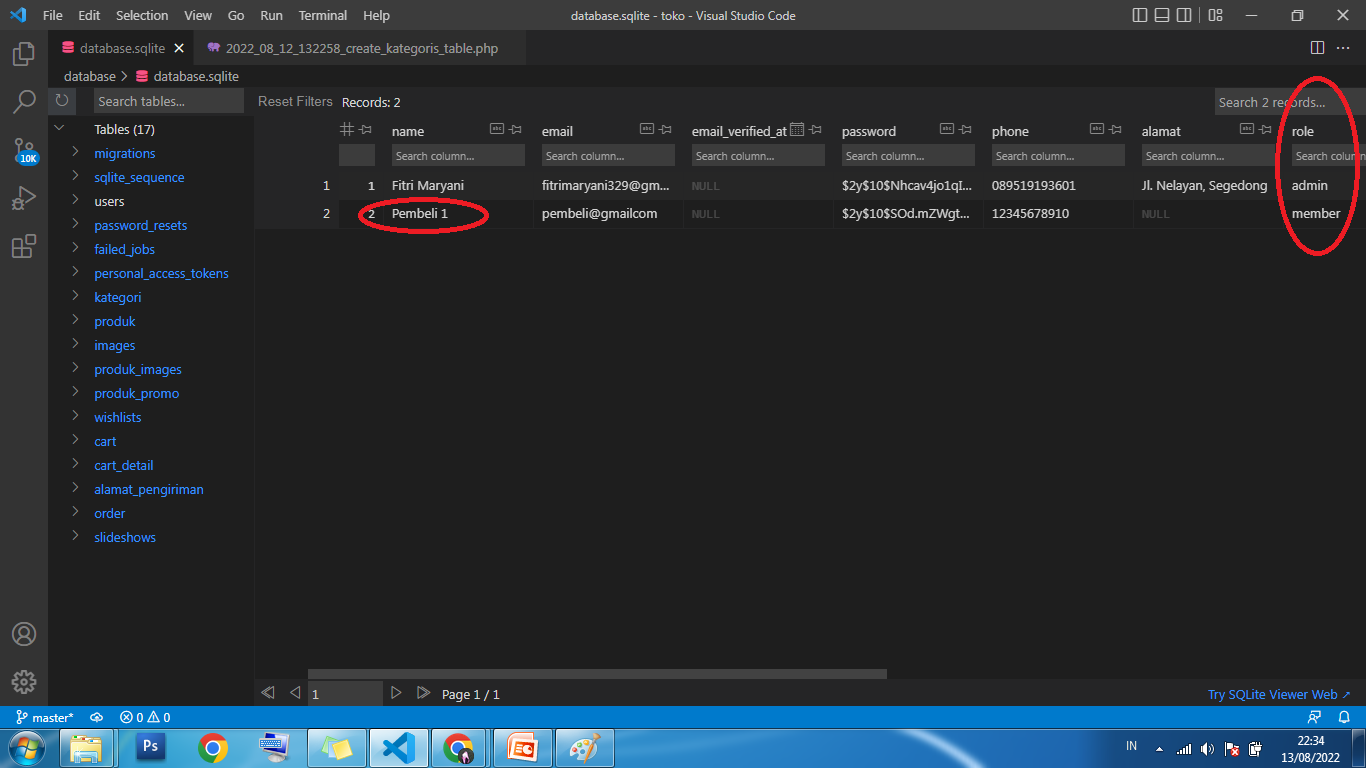 File Edit Selection View Go Run Terminal Help database.sqlite - toko - Visual Studio Code
database.sqlite 2022_08_12_132258_create_kategoris_table.php
database > database.sqlite
Search tables... Reset Filters Records: 2 Search 2 records...
Tables (17)
migrations
sqlite_sequence
users
password_resets
failed_jobs
personal_access_tokens
kategori
produk
images
produk_images
produk_promo
wishlists
cart
cart_detail
alamat_pengiriman
order
slideshows
name email email_verified_at password phone alamat role
Search column... Search column... Search column... Search column... Search column... Search column... Search colum
1 1 Fitri Maryani fitrimaryani329@gm... NULL $2y$10$Nhcav4jo1qI... 089519193601 Jl. Nelayan, Segedong admin
2 2 Pembeli 1 pembeli@gmailcom NULL $2y$10$SOd.mZWgt... 12345678910 NULL member
10K
1 Page 1 / 1 Try SQLite Viewer Web ↗
master* 0 0
Ps
IN 22:34
13/08/2022